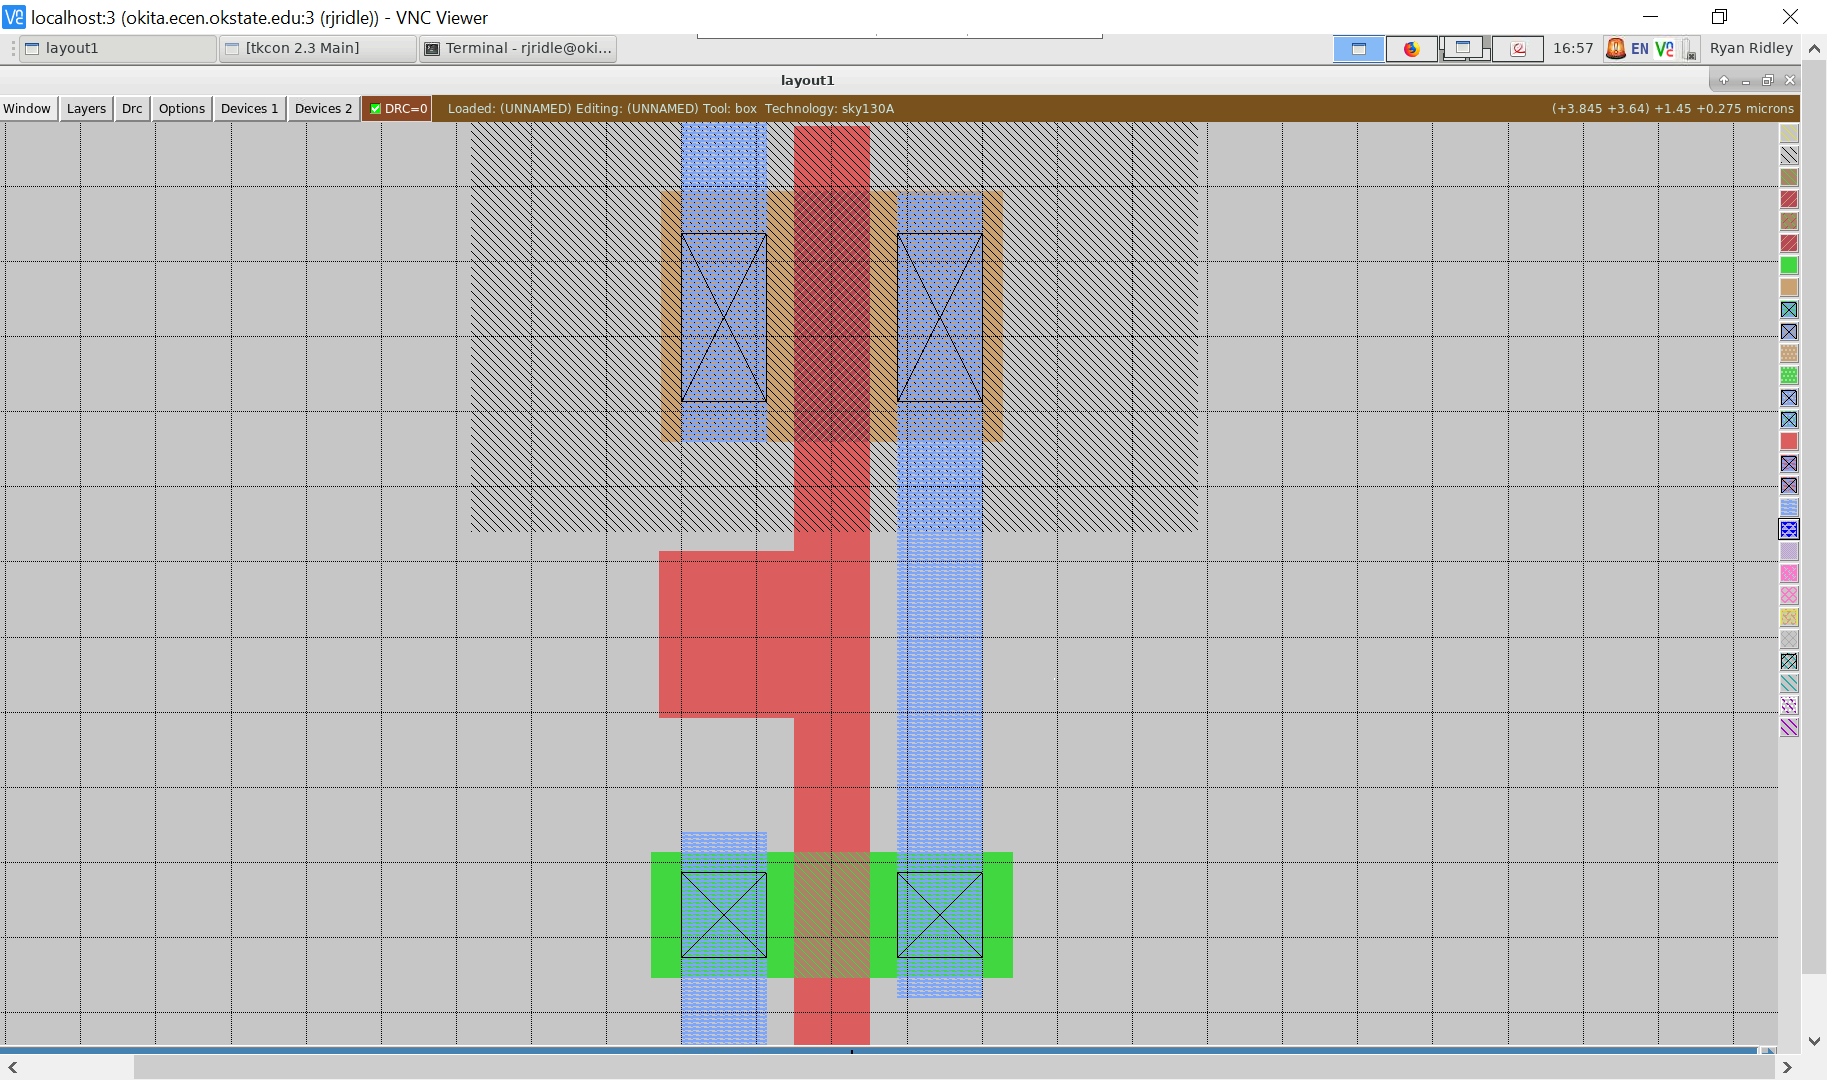 localhost:3 (okita.ecen.okstate.edu:3 (rjridle)) - VNC Viewer
layout1 [tkcon 2.3 Main] Terminal - rjridle@oki... 16:57 EN Ryan Ridley
layout1
Window Layers Drc Options Devices 1 Devices 2 DRC=0 Loaded: (UNNAMED) Editing: (UNNAMED) Tool: box Technology: sky130A (+3.845 +3.64) +1.45 +0.275 microns